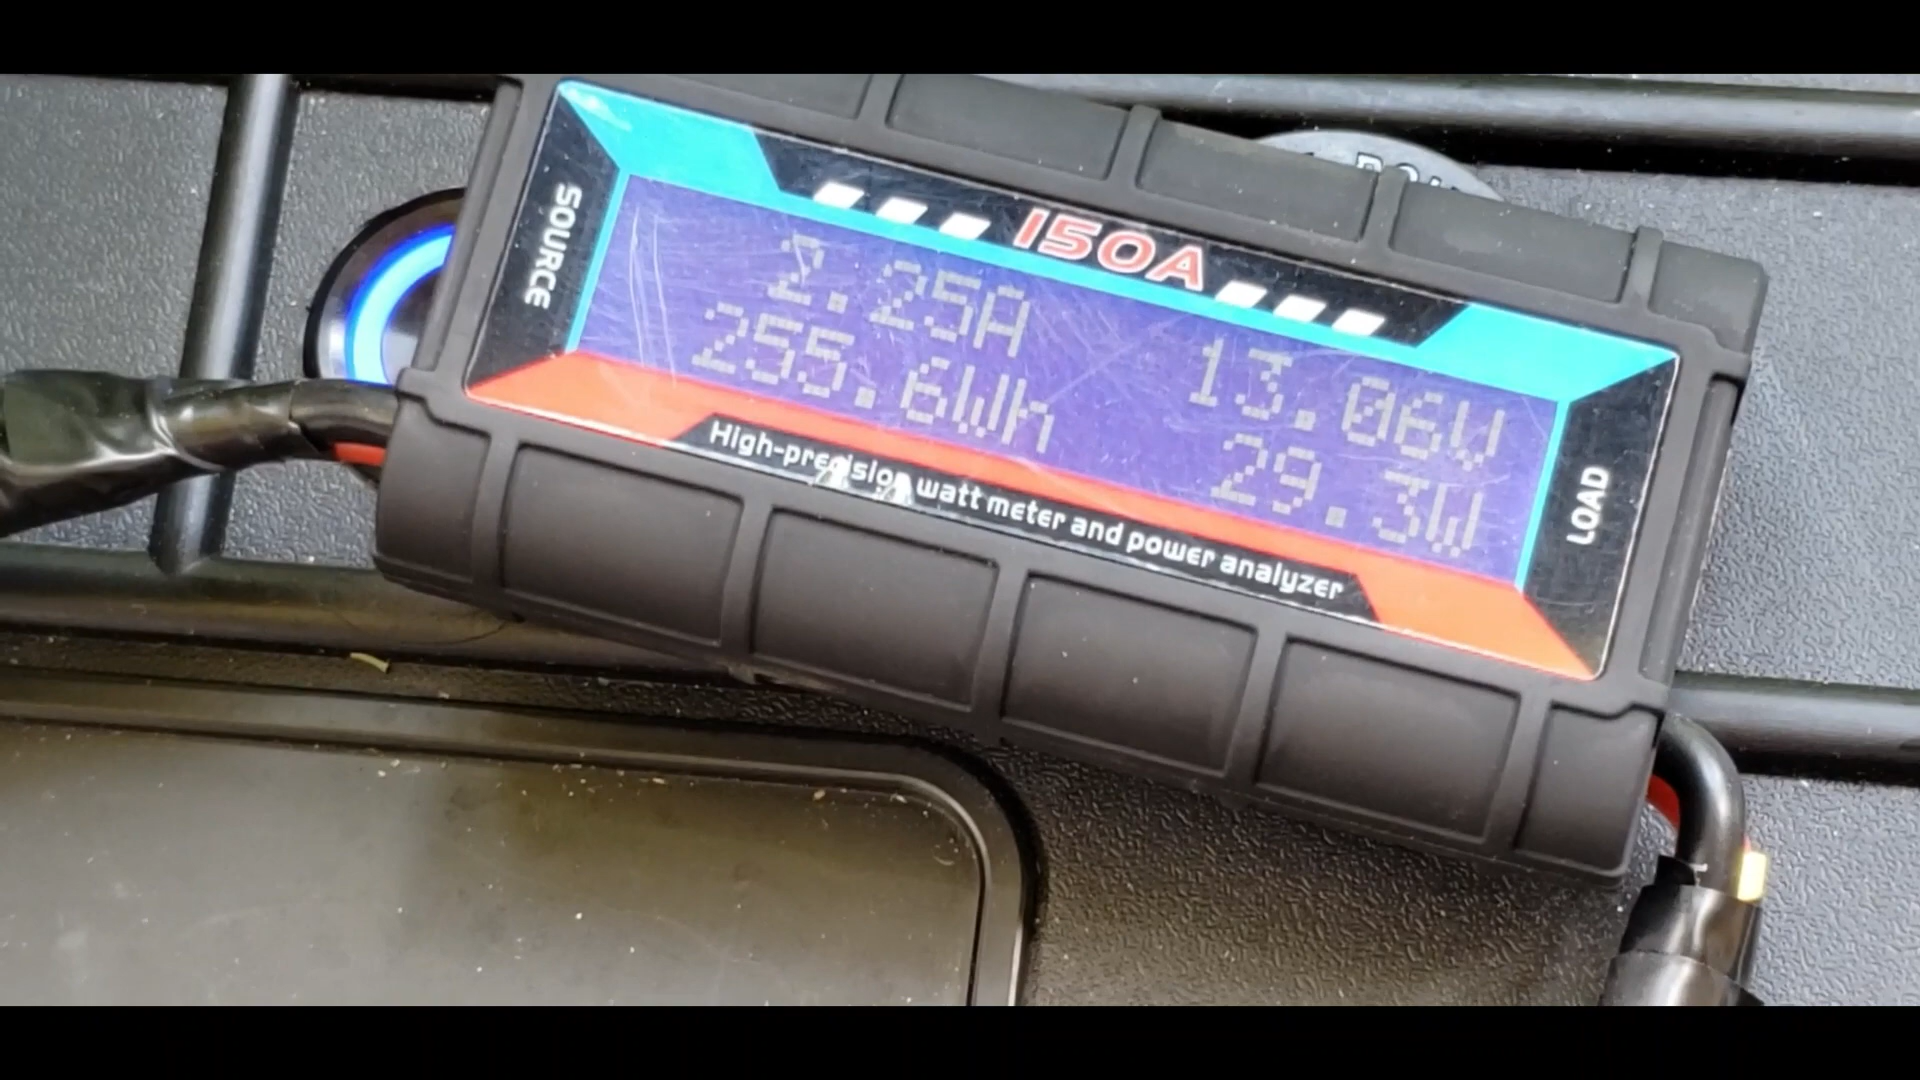 SOURCE
150A
2.25A 13.06V
255.6Wh 29.3W
High-precision watt meter and power analyzer
LOAD